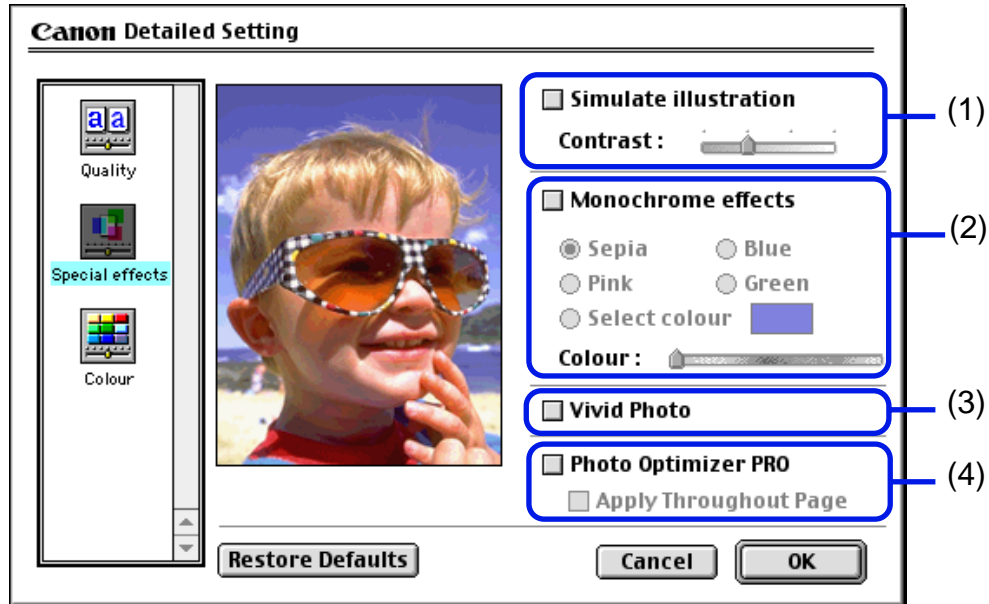 Canon Detailed Setting
aa
Quality
Special effects
Colour
Simulate illustration
Contrast :
(1)
Monochrome effects
Sepia
Blue
Pink
Green
Select colour
Colour :
(2)
Vivid Photo
(3)
Photo Optimizer PRO
Apply Throughout Page
(4)
Restore Defaults
Cancel
OK